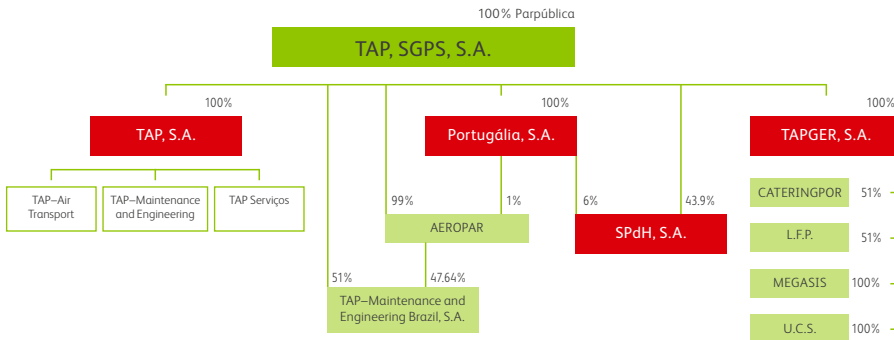 100% Parpública
TAP, SGPS, S.A.
100%
100%
100%
TAP, S.A.
Portugália, S.A.
TAPGER, S.A.
TAP–Air
Transport
TAP–Maintenance
and Engineering
TAP Serviços
CATERINGPOR
51%
99%
1%
6%
43.9%
AEROPAR
SPdH, S.A.
L.F.P.
51%
51%
47.64%
TAP–Maintenance and
Engineering Brazil, S.A.
MEGASIS
100%
U.C.S.
100%